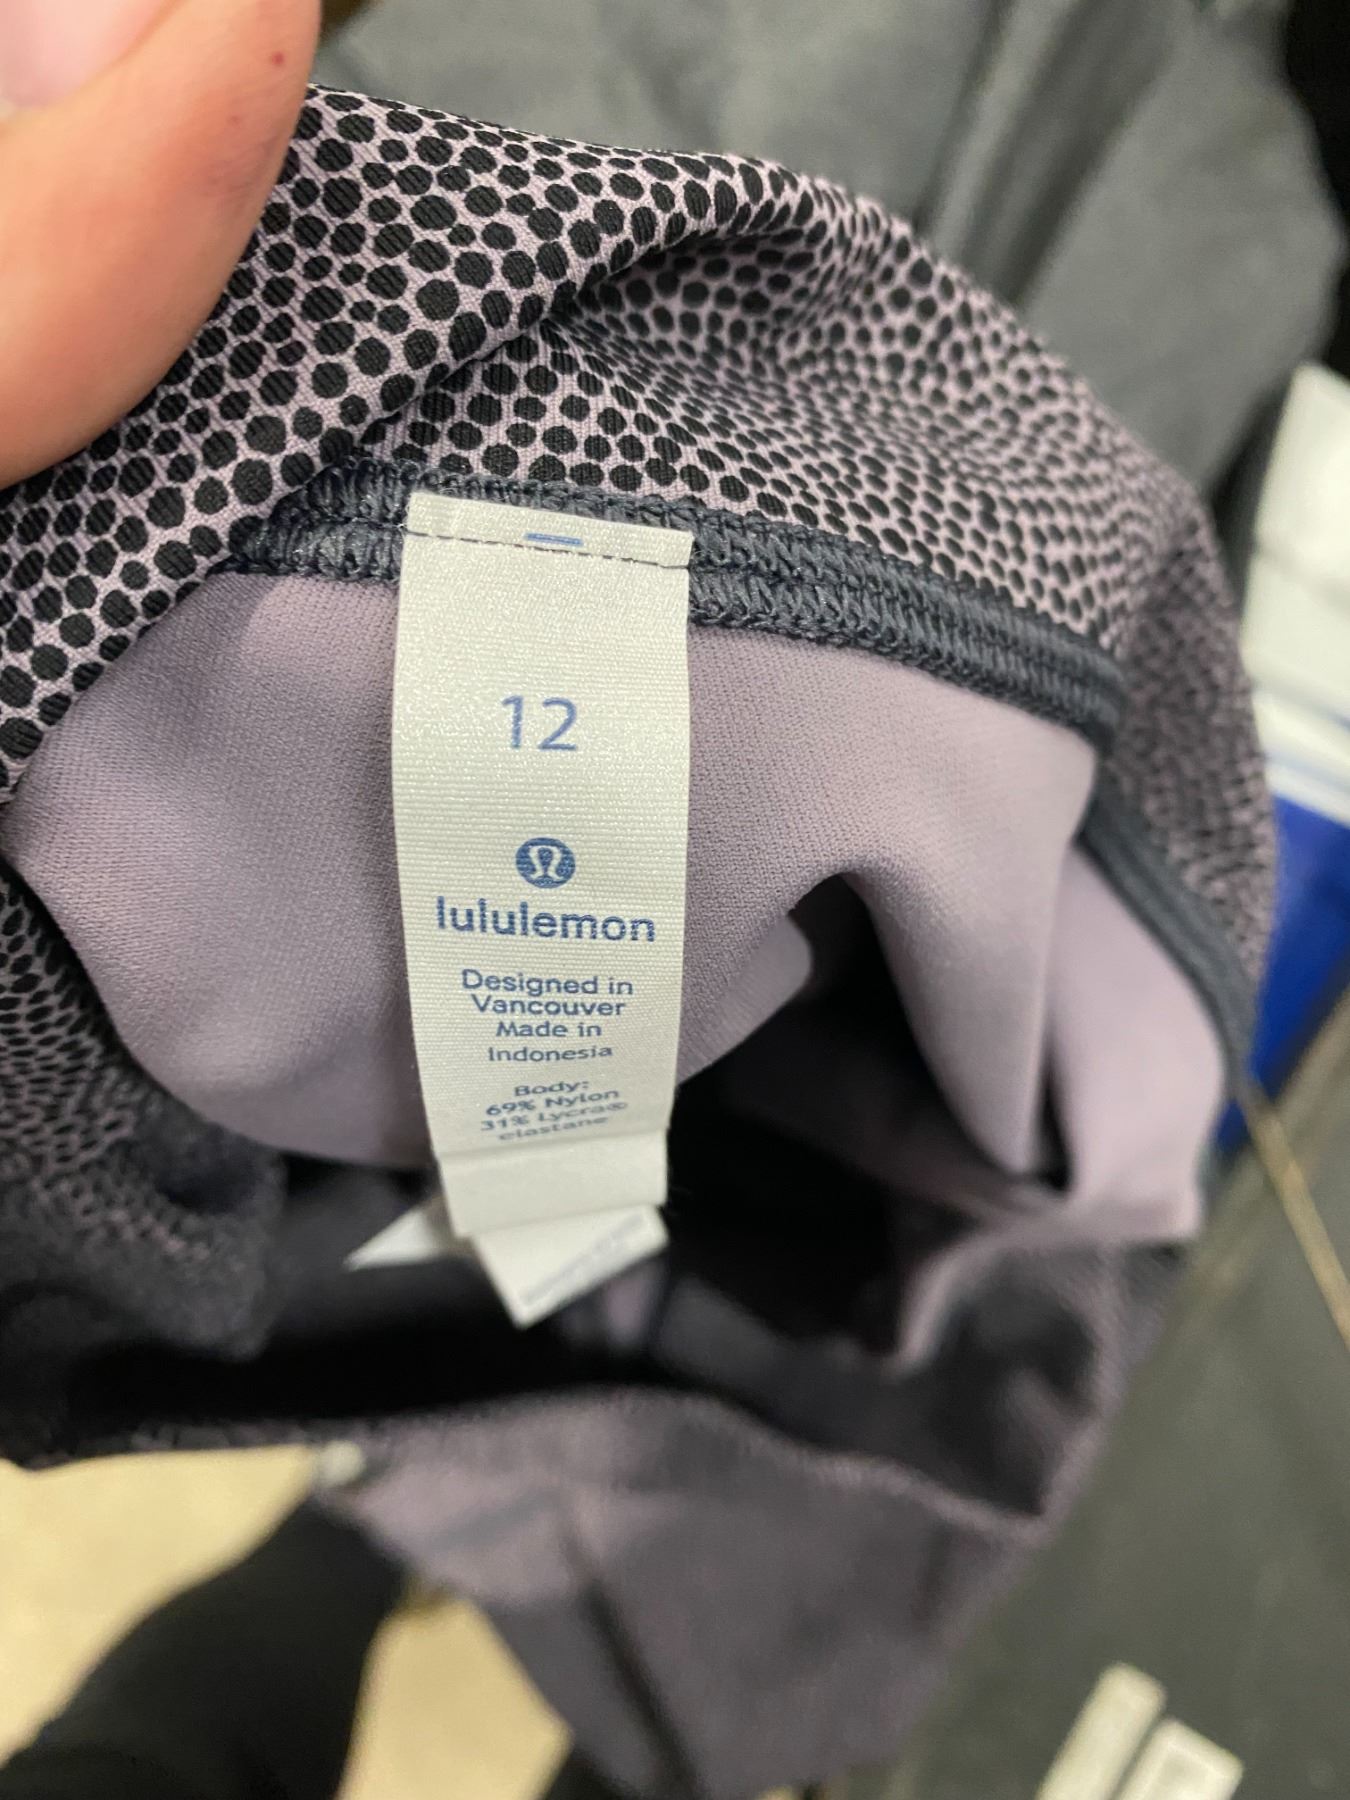 12
lululemon
Designed in
Vancouver
Made in
Indonesia
Body:
69% Nylon
31% Lycra®
elastane